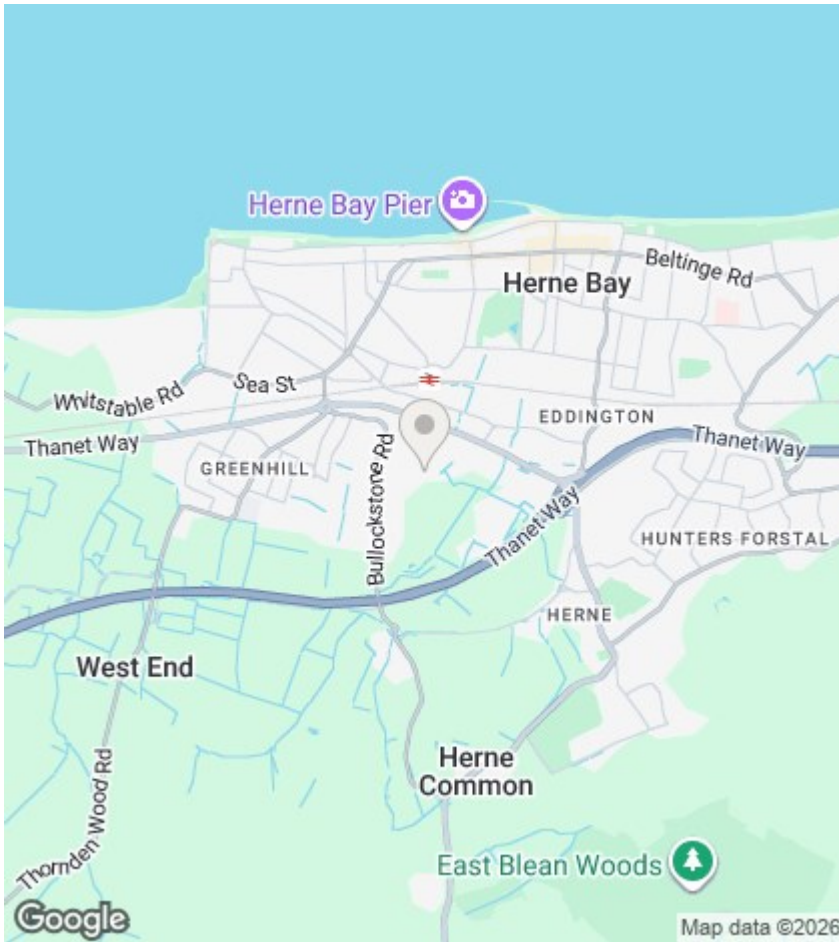 Herne Bay Pier
Herne Bay
Beltinge Rd
Sea St
Whitstable Rd
EDDINGTON
Thanet Way
Thanet Way
GREENHILL
Bullockstone Rd
Thanet Way
HUNTERS FORSTAL
HERNE
West End
Herne
Common
Thornden Wood Rd
East Blean Woods
Google
Map data ©2026